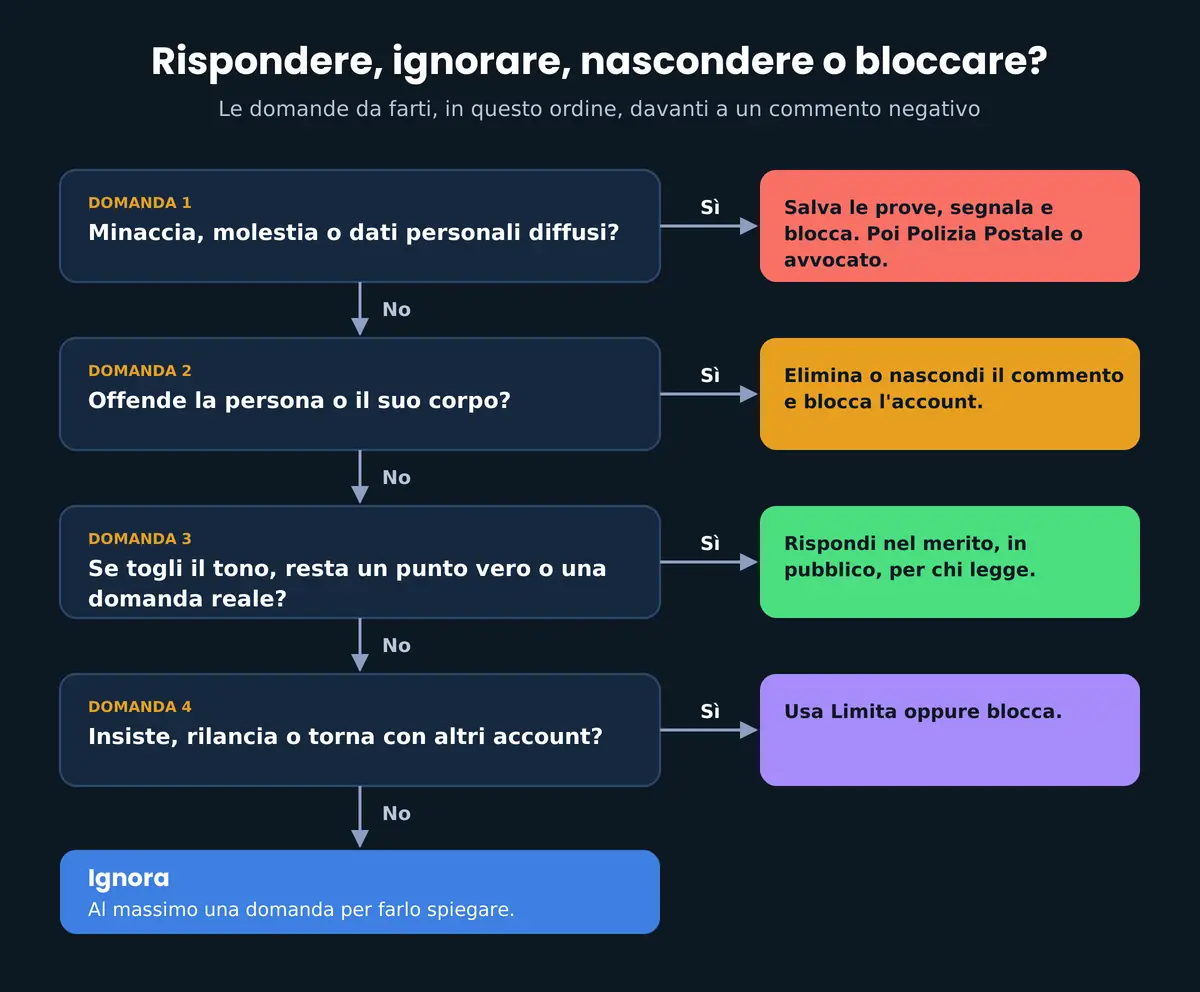 Rispondere, ignorare, nascondere o bloccare?
Le domande da farti, in questo ordine, davanti a un commento negativo
DOMANDA 1
Minaccia, molestia o dati personali diffusi?
Sì
Salva le prove, segnala e
blocca. Poi Polizia Postale o
avvocato.
No
DOMANDA 2
Offende la persona o il suo corpo?
Sì
Elimina o nascondi il commento
e blocca l'account.
No
DOMANDA 3
Se togli il tono, resta un punto vero o una
domanda reale?
Sì
Rispondi nel merito, in
pubblico, per chi legge.
No
DOMANDA 4
Insiste, rilancia o torna con altri account?
Sì
Usa Limita oppure blocca.
No
Ignora
Al massimo una domanda per farlo spiegare.